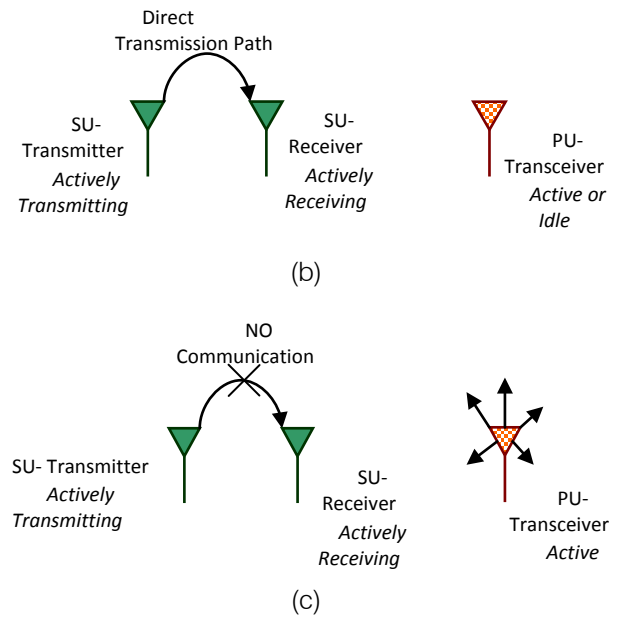 Direct
Transmission Path
SU-
Transmitter
Actively
Transmitting
SU-
Receiver
Actively
Receiving
PU-
Transceiver
Active or
Idle
(b)
NO
Communication
SU- Transmitter
Actively
Transmitting
SU-
Receiver
Actively
Receiving
PU-
Transceiver
Active
(c)